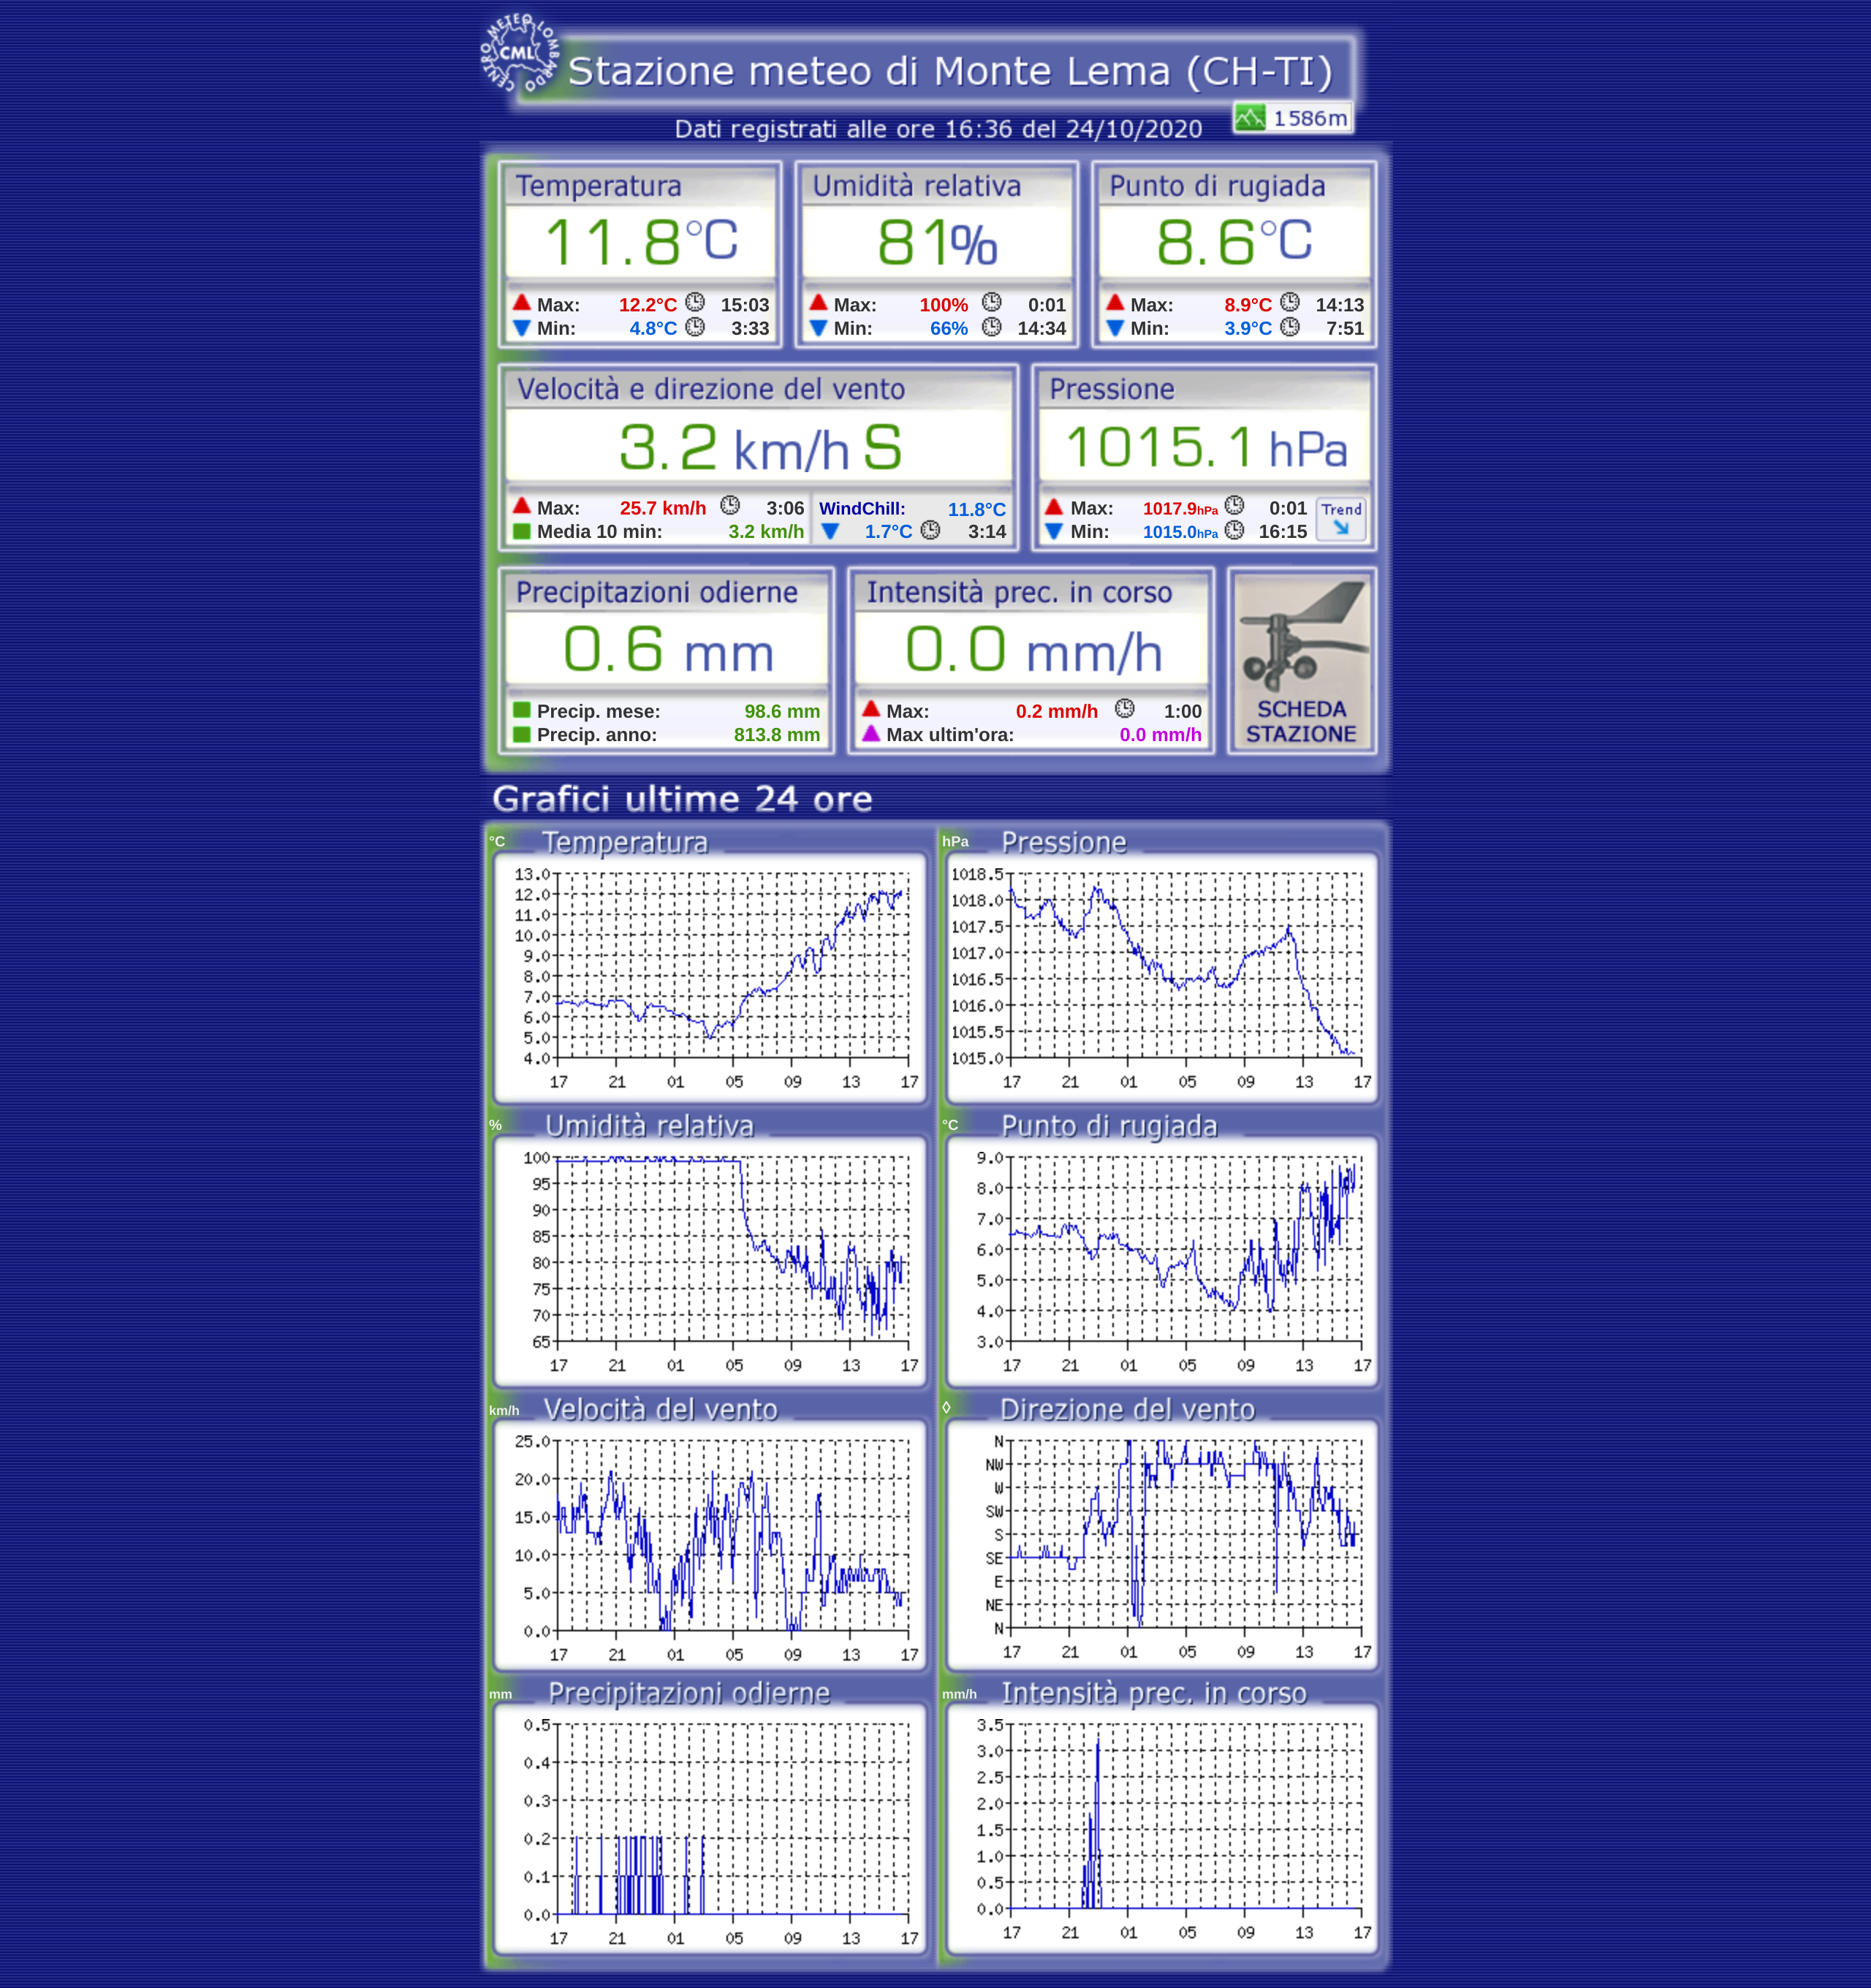 CENTRO METEO LOMBARDO
CML
Stazione meteo di Monte Lema (CH-TI)
1586m
Dati registrati alle ore 16:36 del 24/10/2020
Temperatura
11.8°C
Max: 12.2°C 15:03
Min: 4.8°C 3:33
Umidità relativa
81%
Max: 100% 0:01
Min: 66% 14:34
Punto di rugiada
8.6°C
Max: 8.9°C 14:13
Min: 3.9°C 7:51
Velocità e direzione del vento
3.2 km/h S
Max: 25.7 km/h 3:06
Media 10 min: 3.2 km/h
WindChill: 11.8°C
1.7°C 3:14
Pressione
1015.1 hPa
Max: 1017.9hPa 0:01
Min: 1015.0hPa 16:15
Trend
Precipitazioni odierne
0.6 mm
Precip. mese: 98.6 mm
Precip. anno: 813.8 mm
Intensità prec. in corso
0.0 mm/h
Max: 0.2 mm/h 1:00
Max ultim'ora: 0.0 mm/h
SCHEDA
STAZIONE
Grafici ultime 24 ore
°C Temperatura
13.0
12.0
11.0
10.0
9.0
8.0
7.0
6.0
5.0
4.0
17 21 01 05 09 13 17
hPa Pressione
1018.5
1018.0
1017.5
1017.0
1016.5
1016.0
1015.5
1015.0
17 21 01 05 09 13 17
% Umidità relativa
100
95
90
85
80
75
70
65
17 21 01 05 09 13 17
°C Punto di rugiada
9.0
8.0
7.0
6.0
5.0
4.0
3.0
17 21 01 05 09 13 17
km/h Velocità del vento
25.0
20.0
15.0
10.0
5.0
0.0
17 21 01 05 09 13 17
◊ Direzione del vento
N
NW
W
SW
S
SE
E
NE
N
17 21 01 05 09 13 17
mm Precipitazioni odierne
0.5
0.4
0.3
0.2
0.1
0.0
17 21 01 05 09 13 17
mm/h Intensità prec. in corso
3.5
3.0
2.5
2.0
1.5
1.0
0.5
0.0
17 21 01 05 09 13 17